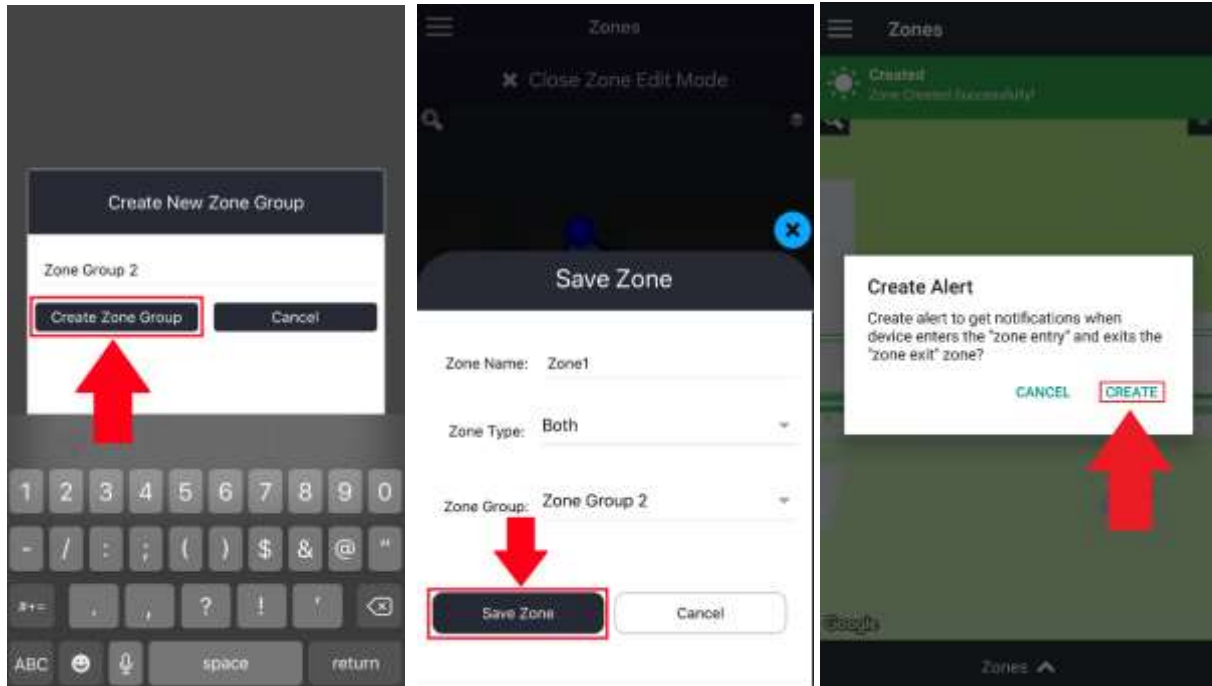 Create New Zone Group
Zone Group 2
Create Zone Group
Cancel
1 2 3 4 5 6 7 8 9 0
- / : ; ( ) $ & @ "
#+= . , ? ! '
ABC space return
Zones
✖ Close Zone Edit Mode
Save Zone
Zone Name: Zone1
Zone Type: Both
Zone Group: Zone Group 2
Save Zone
Cancel
Zones
Created
Zone Created Successfully!
Create Alert
Create alert to get notifications when
device enters the "zone entry" and exits the
"zone exit" zone?
CANCEL
CREATE
Google
Zones